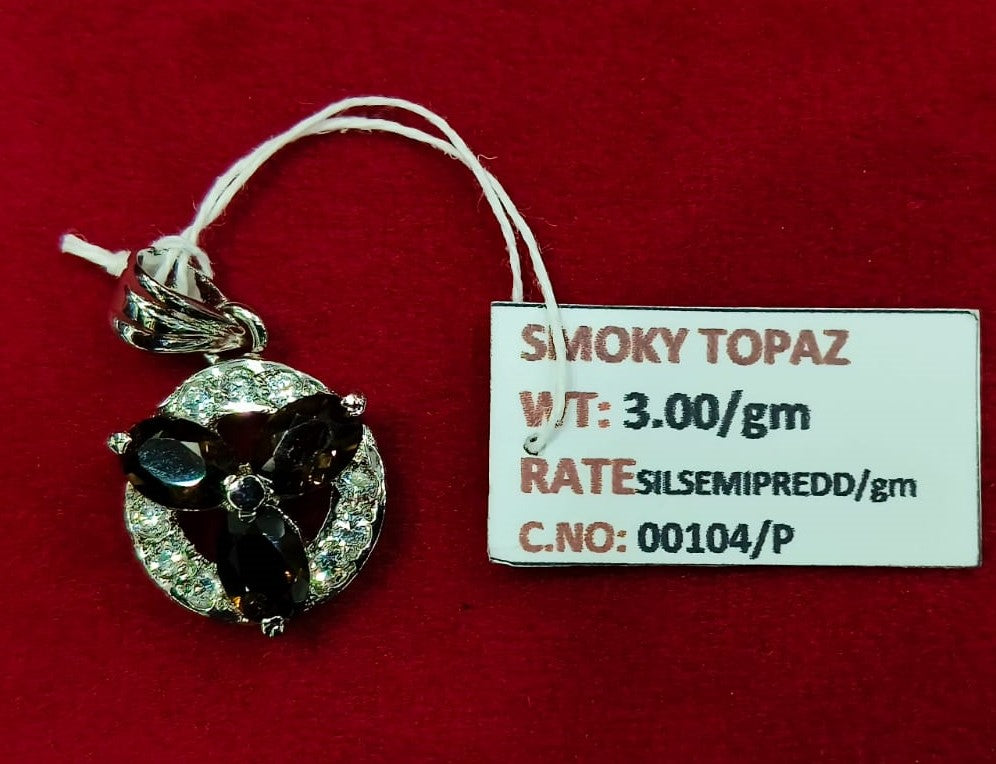 SMOKY TOPAZ
WT: 3.00/gm
RATESILSEMIPREDD/gm
C.NO: 00104/P